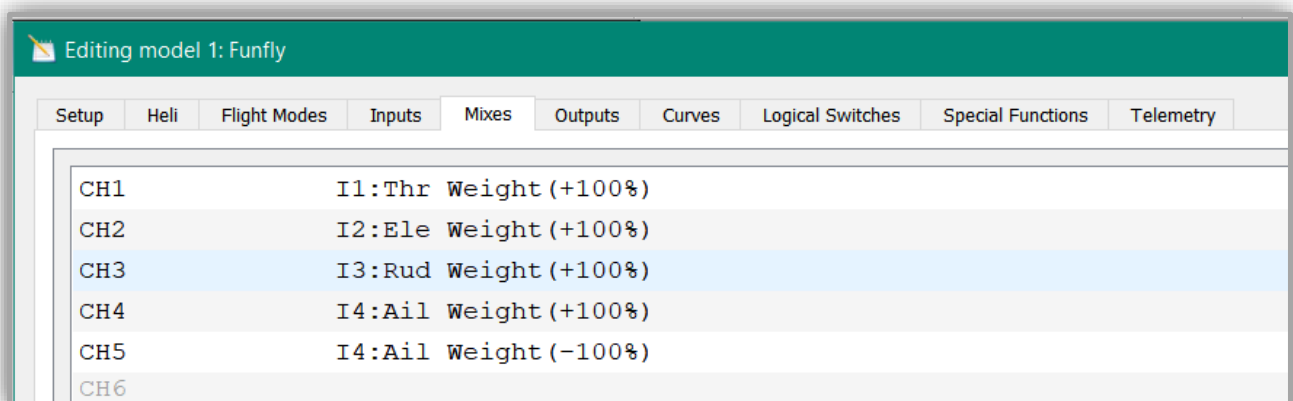 Editing model 1: Funfly
Setup Heli Flight Modes Inputs Mixes Outputs Curves Logical Switches Special Functions Telemetry
CH1 I1:Thr Weight(+100%)
CH2 I2:Ele Weight(+100%)
CH3 I3:Rud Weight(+100%)
CH4 I4:Ail Weight(+100%)
CH5 I4:Ail Weight(-100%)
CH6